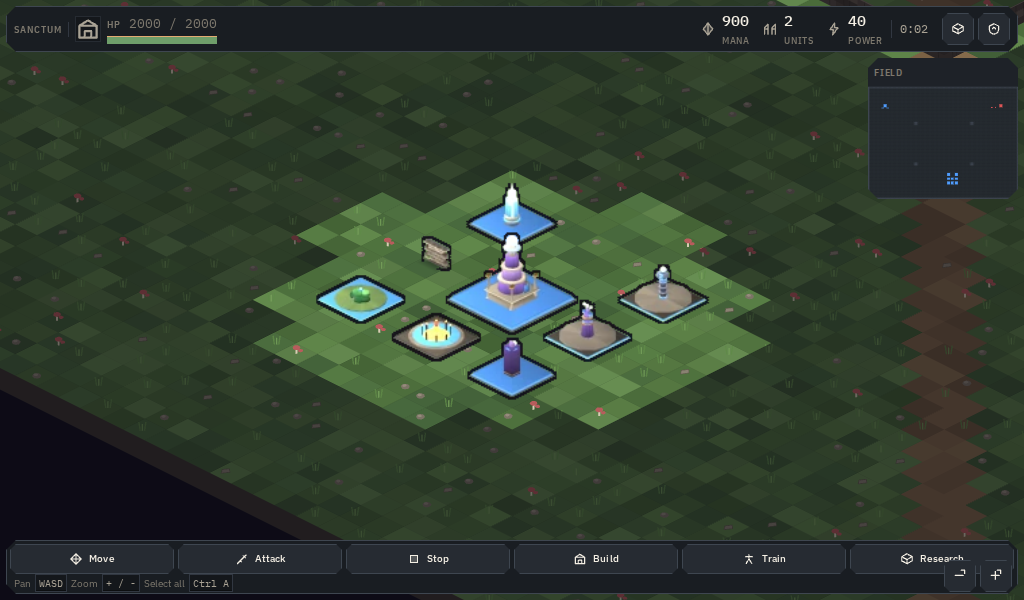 SANCTUM
HP 2000 / 2000
900 MANA
2 UNITS
40 POWER
0:02
FIELD
Move
Attack
Stop
Build
Train
Research
Pan WASD Zoom + / - Select all Ctrl A